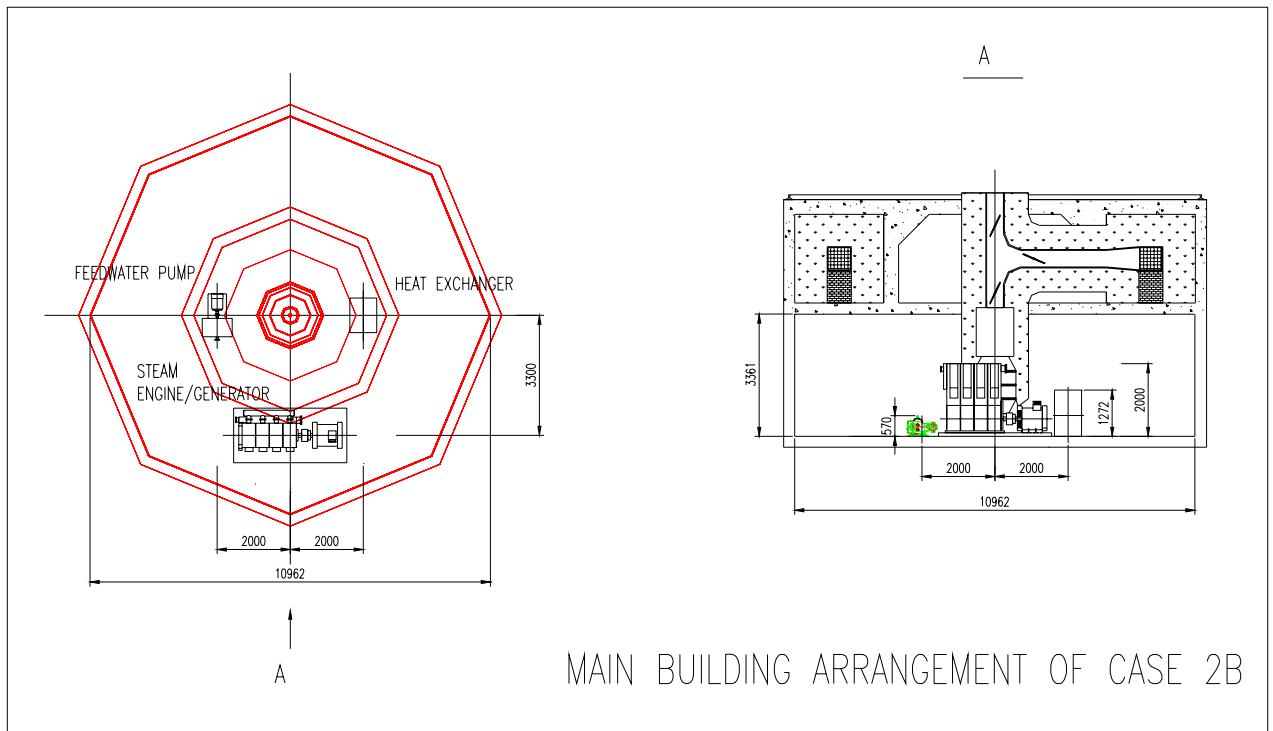 A
FEEDWATER PUMP
HEAT EXCHANGER
STEAM
ENGINE/GENERATOR
3300
2000
2000
10962
A
3361
570
1272
2000
2000
2000
10962
MAIN BUILDING ARRANGEMENT OF CASE 2B